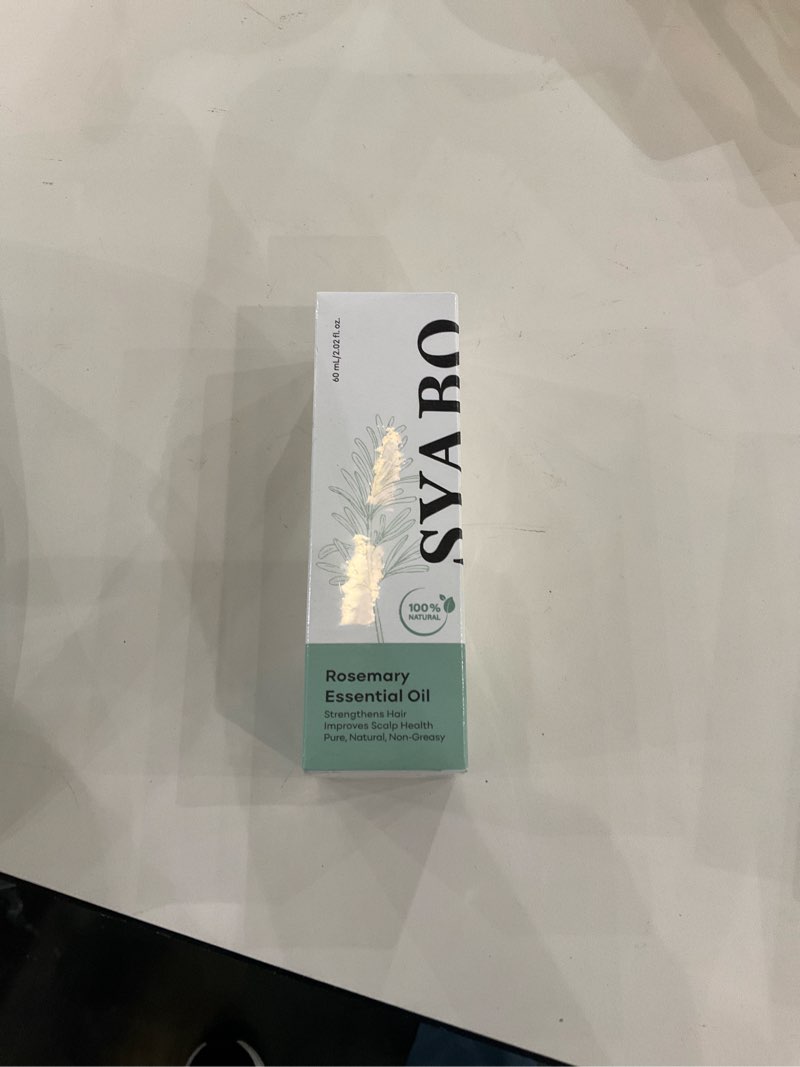 60 mL/2.02 fl. oz.
SYABO
100%
NATURAL
Rosemary
Essential Oil
Strengthens Hair
Improves Scalp Health
Pure, Natural, Non-Greasy